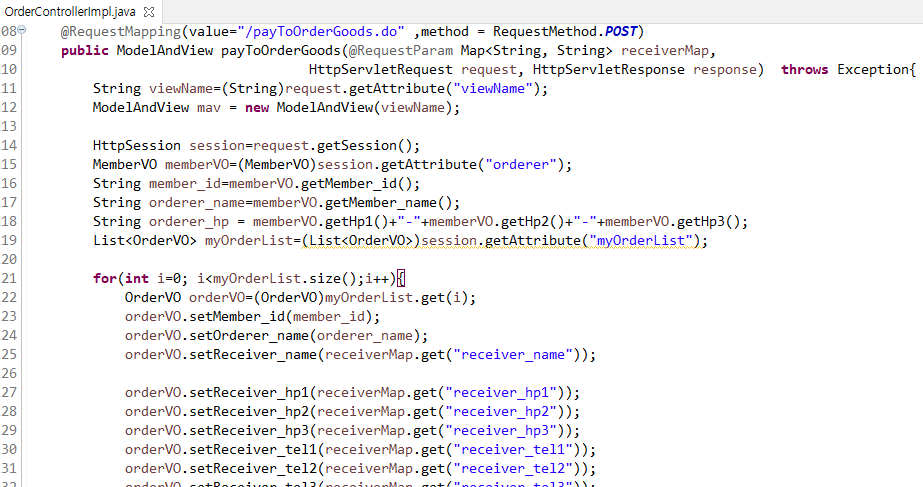 OrderControllerImpl.java
08 @RequestMapping(value="/payToOrderGoods.do" ,method = RequestMethod.POST)
09 public ModelAndView payToOrderGoods(@RequestParam Map<String, String> receiverMap,
10 HttpServletRequest request, HttpServletResponse response)  throws Exception{
11 String viewName=(String)request.getAttribute("viewName");
12 ModelAndView mav = new ModelAndView(viewName);
13
14 HttpSession session=request.getSession();
15 MemberVO memberVO=(MemberVO)session.getAttribute("orderer");
16 String member_id=memberVO.getMember_id();
17 String orderer_name=memberVO.getMember_name();
18 String orderer_hp = memberVO.getHp1()+"-"+memberVO.getHp2()+"-"+memberVO.getHp3();
19 List<OrderVO> myOrderList=(List<OrderVO>)session.getAttribute("myOrderList");
20
21 for(int i=0; i<myOrderList.size();i++){
22 OrderVO orderVO=(OrderVO)myOrderList.get(i);
23 orderVO.setMember_id(member_id);
24 orderVO.setOrderer_name(orderer_name);
25 orderVO.setReceiver_name(receiverMap.get("receiver_name"));
26
27 orderVO.setReceiver_hp1(receiverMap.get("receiver_hp1"));
28 orderVO.setReceiver_hp2(receiverMap.get("receiver_hp2"));
29 orderVO.setReceiver_hp3(receiverMap.get("receiver_hp3"));
30 orderVO.setReceiver_tel1(receiverMap.get("receiver_tel1"));
31 orderVO.setReceiver_tel2(receiverMap.get("receiver_tel2"));
32 orderVO.setReceiver_tel3(receiverMap.get("receiver_tel3"));